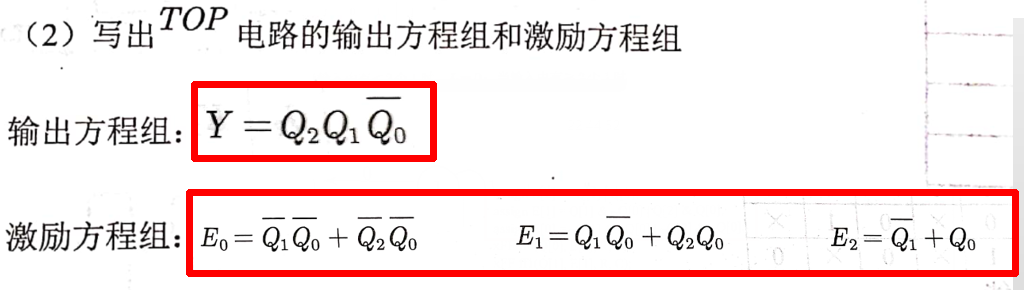 （2）写出TOP 电路的输出方程组和激励方程组
输出方程组: Y = Q₂Q₁Q̅₀
激励方程组: E₀ = Q̅₁Q̅₀ + Q̅₂Q̅₀ E₁ = Q₁Q̅₀ + Q₂Q₀ E₂ = Q̅₁ + Q₀